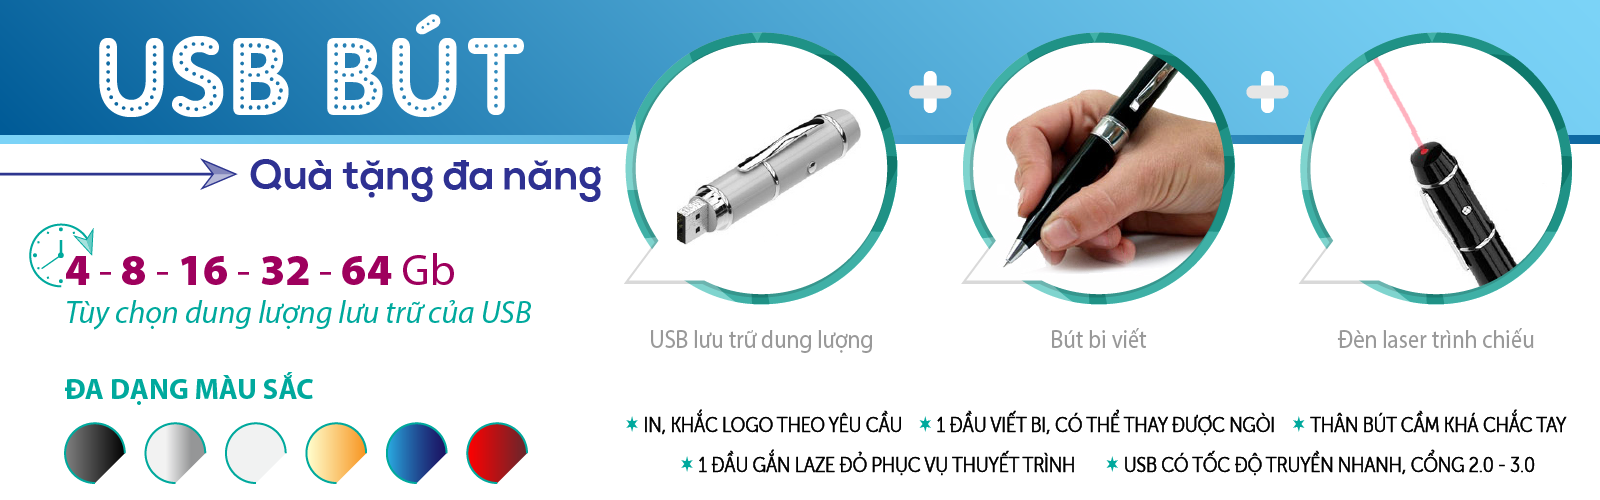 USB BÚT
Quà tặng đa năng
4 - 8 - 16 - 32 - 64 Gb
Tùy chọn dung lượng lưu trữ của USB
ĐA DẠNG MÀU SẮC
USB lưu trữ dung lượng
Bút bi viết
Đèn laser trình chiếu
IN, KHẮC LOGO THEO YÊU CẦU
1 ĐẦU VIẾT BI, CÓ THỂ THAY ĐƯỢC NGÒI
THÂN BÚT CẦM KHÁ CHẮC TAY
1 ĐẦU GẮN LAZE ĐỎ PHỤC VỤ THUYẾT TRÌNH
USB CÓ TỐC ĐỘ TRUYỀN NHANH, CỔNG 2.0 - 3.0